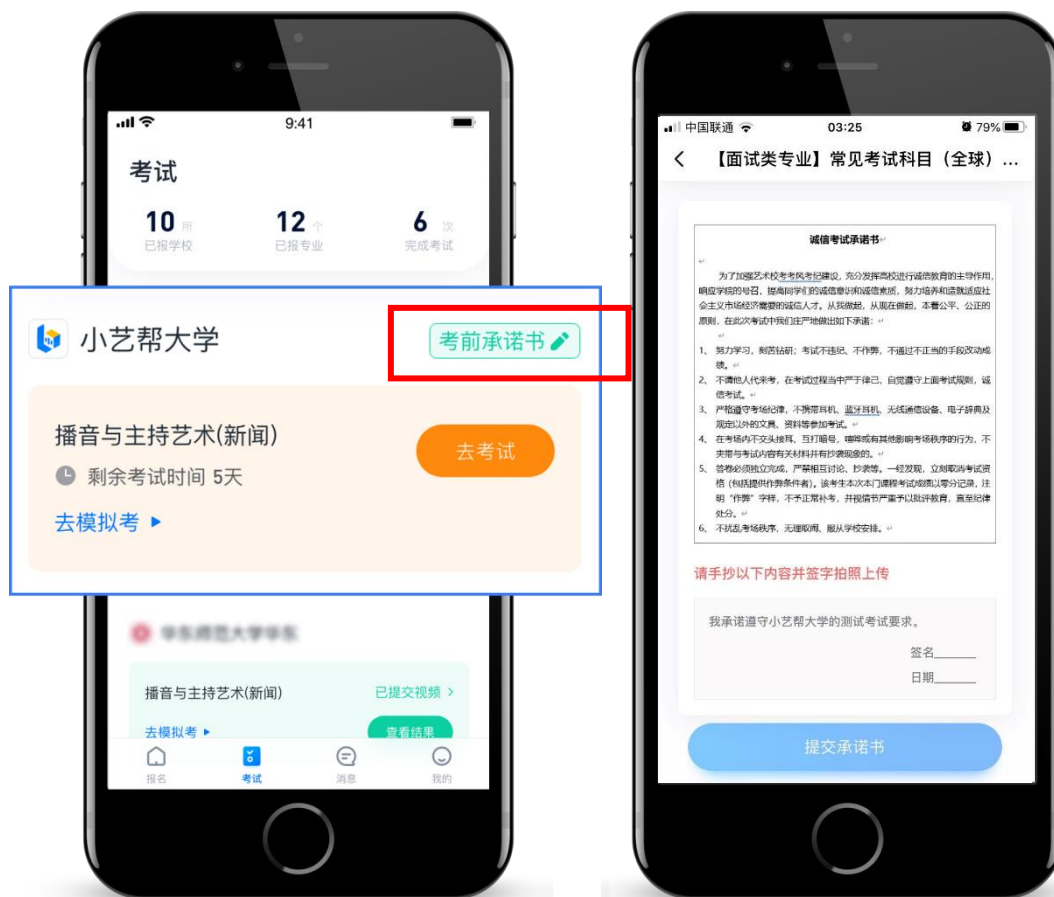 9:41
考试
10 所
12 个
6 次
已报学校
已报专业
完成考试
小艺帮大学
考前承诺书
播音与主持艺术(新闻)
去考试
剩余考试时间 5天
去模拟考
播音与主持艺术(新闻)
已提交视频
去模拟考
查看结果
报名
考试
消息
我的
中国联通
03:25
79%
【面试类专业】常见考试科目（全球）...
诚信考试承诺书
为了加强艺术校考考风考纪建设，充分发挥高校进行诚信教育的主导作用，
响应学院的号召，提高同学们的诚信意识和诚信素质，努力培养和造就适应社
会主义市场经济需要的诚信人才。从我做起，从现在做起，本着公平、公正的
原则，在此次考试中我们庄严地做出如下承诺：
1、 努力学习，刻苦钻研；考试不违纪、不作弊，不通过不正当的手段改动成
绩。
2、 不请他人代来考，在考试过程当中严于律己，自觉遵守上面考试规则，诚
信考试。
3、 严格遵守考场纪律，不携带耳机、蓝牙耳机、无线通信设备、电子辞典及
规定以外的文具、资料等参加考试。
4、 在考场内不交头接耳、互打暗号，喧哗或有其他影响考场秩序的行为，不
夹带与考试内容有关材料并有抄袭现象的。
5、 答卷必须独立完成，严禁相互讨论、抄袭等。一经发现，立刻取消考试资
格（包括提供作弊条件者）。该考生本次本门课程考试成绩以零分记录，注
明“作弊”字样，不予正常补考，并视情节严重予以批评教育，直至纪律
处分。
6、 不扰乱考场秩序，无理取闹、服从学校安排。
请手抄以下内容并签字拍照上传
我承诺遵守小艺帮大学的测试考试要求。
签名______
日期______
提交承诺书